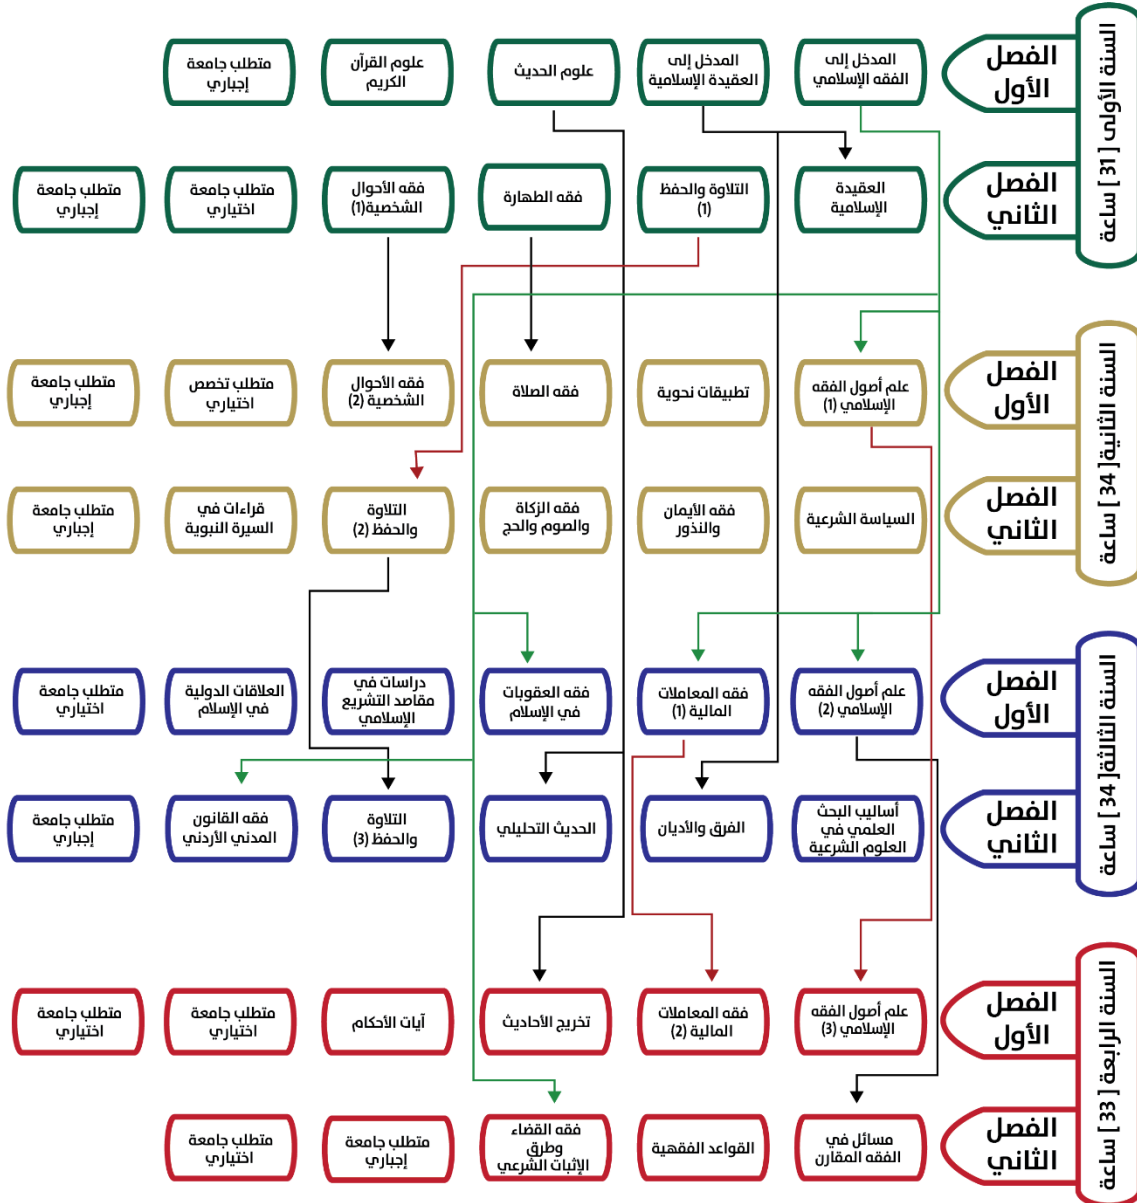 السنة الأولى [ 31 ] ساعة
الفصل
الأول
المدخل إلى
الفقه الإسلامي
المدخل إلى
العقيدة الإسلامية
علوم الحديث
علوم القرآن
الكريم
متطلب جامعة
إجباري
الفصل
الثاني
العقيدة
الإسلامية
التلاوة والحفظ
(1)
فقه الطهارة
فقه الأحوال
الشخصية(1)
متطلب جامعة
اختياري
متطلب جامعة
إجباري
السنة الثانية[ 34 ] ساعة
الفصل
الأول
علم أصول الفقه
الإسلامي (1)
تطبيقات نحوية
فقه الصلاة
فقه الأحوال
الشخصية (2)
متطلب تخصص
اختياري
متطلب جامعة
إجباري
الفصل
الثاني
السياسة الشرعية
فقه الأيمان
والنذور
فقه الزكاة
والصوم والحج
التلاوة
والحفظ (2)
قراءات في
السيرة النبوية
متطلب جامعة
إجباري
السنة الثالثة[ 34 ] ساعة
الفصل
الأول
علم أصول الفقه
الإسلامي (2)
فقه المعاملات
المالية (1)
فقه العقوبات
في الإسلام
دراسات في
مقاصد التشريع
الإسلامي
العلاقات الدولية
في الإسلام
متطلب جامعة
اختياري
الفصل
الثاني
أساليب البحث
العلمي في
العلوم الشرعية
الفرق والأديان
الحديث التحليلي
التلاوة
والحفظ (3)
فقه القانون
المدني الأردني
متطلب جامعة
إجباري
السنة الرابعة [ 33 ] ساعة
الفصل
الأول
علم أصول الفقه
الإسلامي (3)
فقه المعاملات
المالية (2)
تخريج الأحاديث
آيات الأحكام
متطلب جامعة
اختياري
متطلب جامعة
اختياري
الفصل
الثاني
مسائل في
الفقه المقارن
القواعد الفقهية
فقه القضاء
وطرق
الإثبات الشرعي
متطلب جامعة
إجباري
متطلب جامعة
اختياري